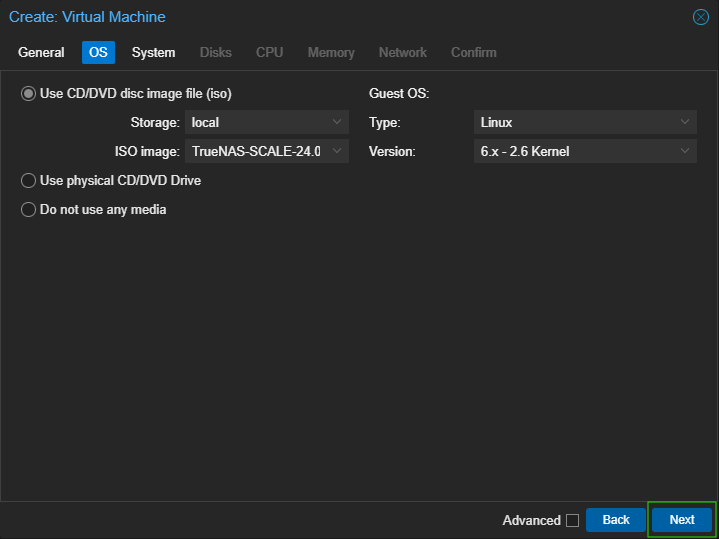 Create: Virtual Machine
General OS System Disks CPU Memory Network Confirm
Use CD/DVD disc image file (iso) Guest OS:
Storage: local Type: Linux
ISO image: TrueNAS-SCALE-24.0 Version: 6.x - 2.6 Kernel
Use physical CD/DVD Drive
Do not use any media
Advanced Back Next